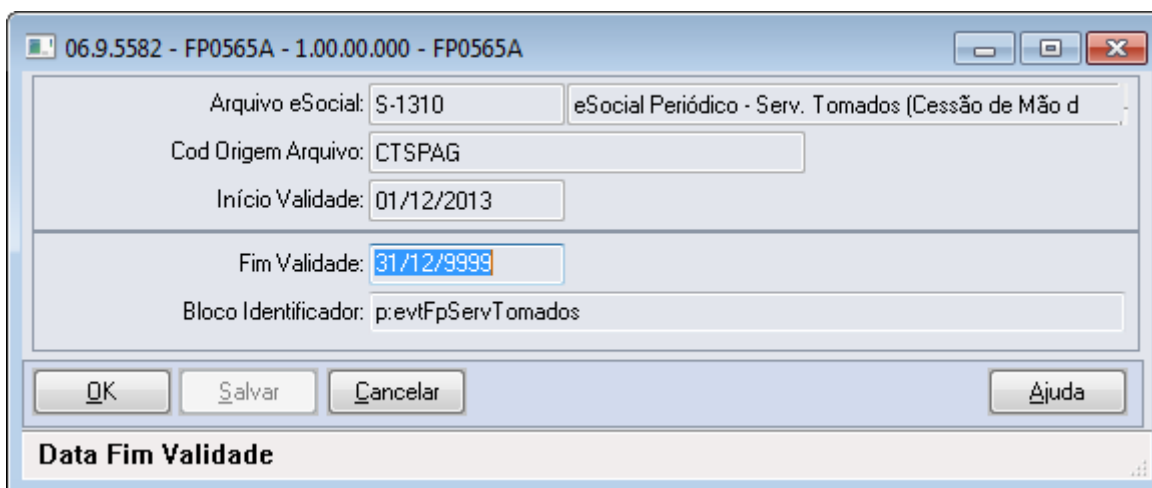 06.9.5582 - FP0565A - 1.00.00.000 - FP0565A
Arquivo eSocial: S-1310 eSocial Periódico - Serv. Tomados (Cessão de Mão d
Cod Origem Arquivo: CTSPAG
Início Validade: 01/12/2013
Fim Validade: 31/12/9999
Bloco Identificador: p:evtFpServTomados
OK Salvar Cancelar Ajuda
Data Fim Validade